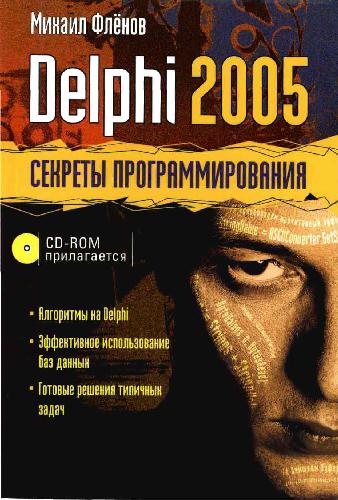 Михаил Флёнов
Delphi 2005
СЕКРЕТЫ ПРОГРАММИРОВАНИЯ
CD-ROM
прилагается
• Алгоритмы на Delphi
• Эффективное использование
баз данных
• Готовые решения типичных
задач